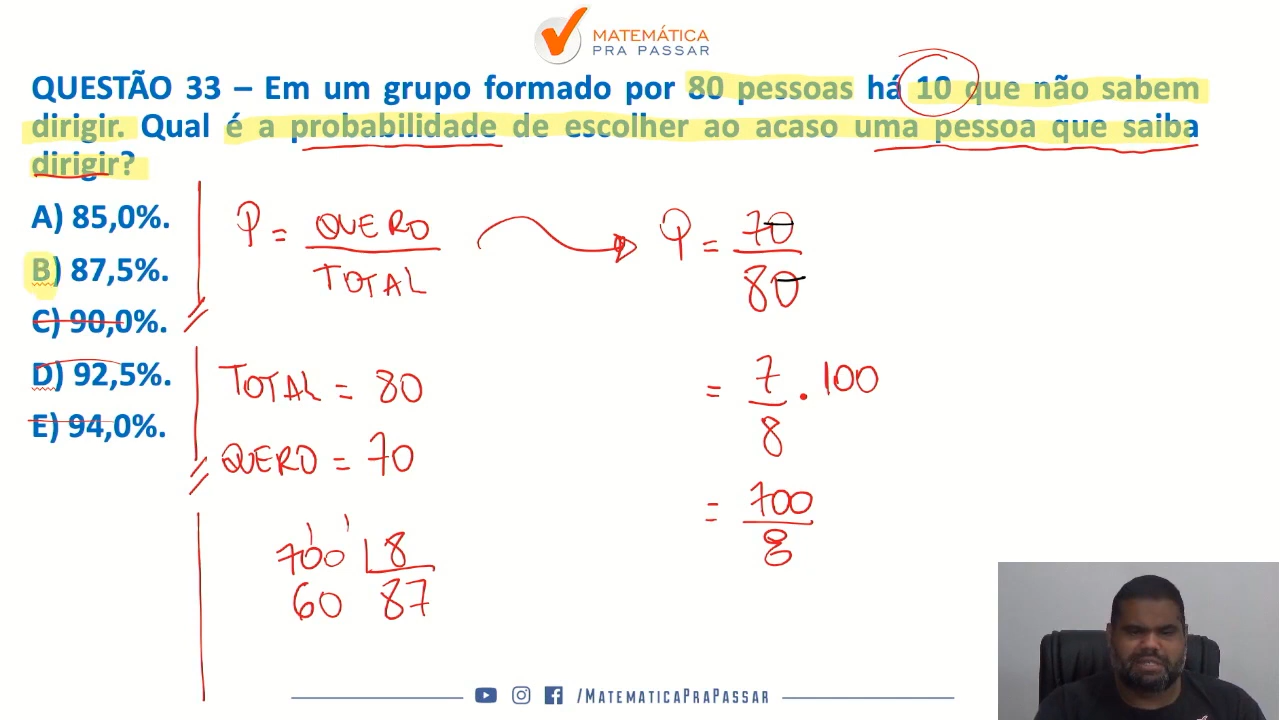 MATEMÁTICA
PRA PASSAR
QUESTÃO 33 – Em um grupo formado por 80 pessoas há 10 que não sabem
dirigir. Qual é a probabilidade de escolher ao acaso uma pessoa que saiba
dirigir?
A) 85,0%.
B) 87,5%.
C) 90,0%.
D) 92,5%.
E) 94,0%.
P = QUERO
TOTAL
P = 70
80
TOTAL = 80
QUERO = 70
= 7 . 100
8
= 700
8
700 8
60 87
/MATEMATICAPRAPASSAR